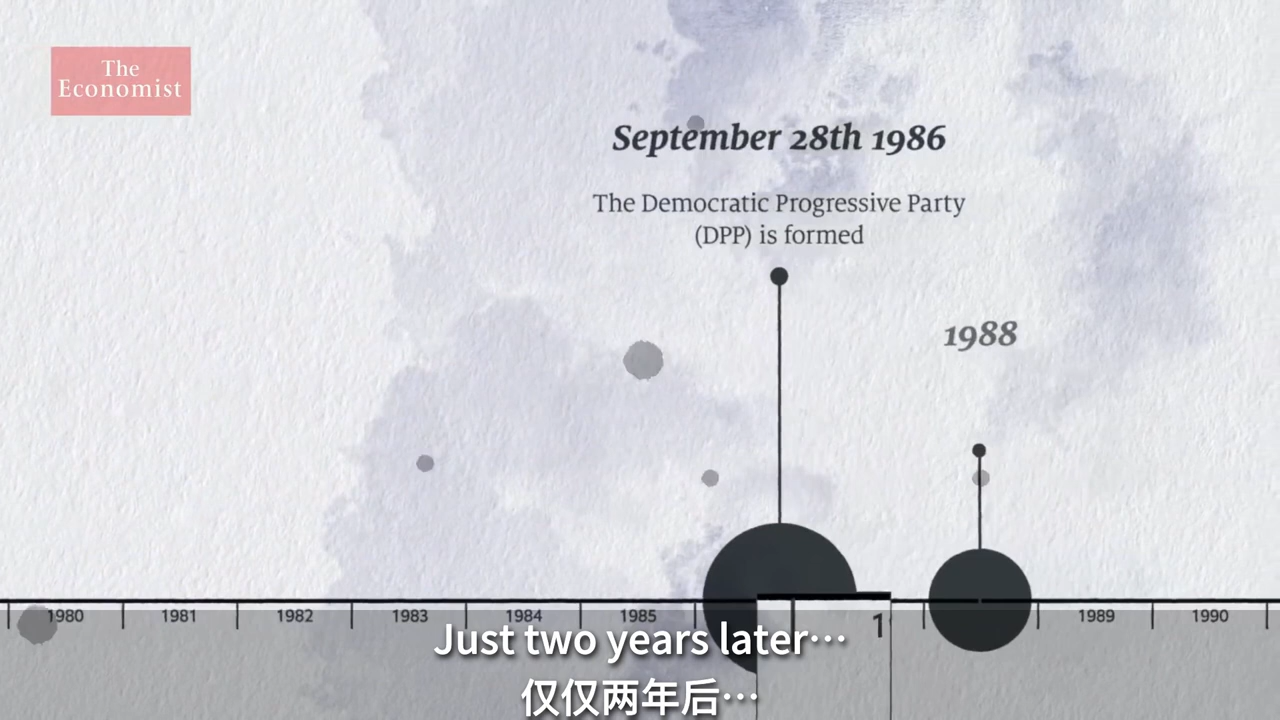 The
Economist
September 28th 1986
The Democratic Progressive Party
(DPP) is formed
1988
1980 1981 1982 1983 1984 1985 1 1989 1990
Just two years later…
仅仅两年后…